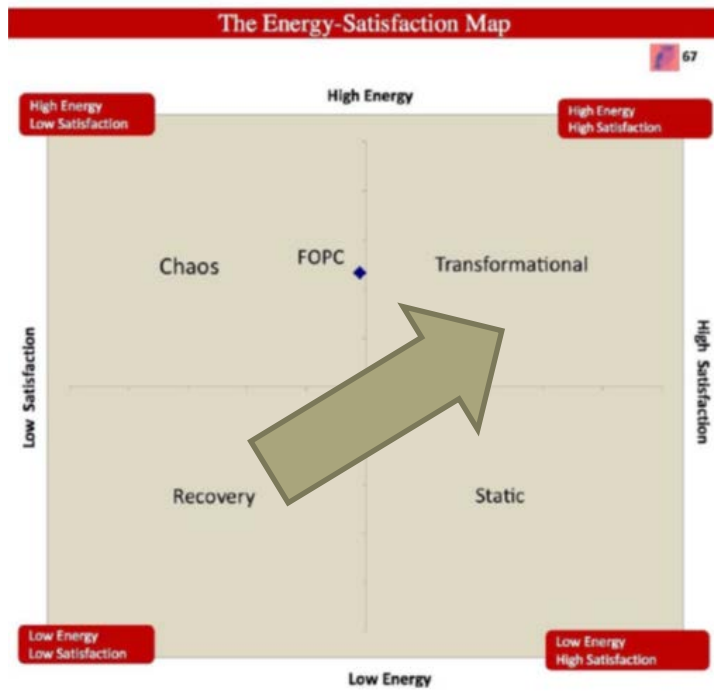 The Energy-Satisfaction Map
67
High Energy
High Energy
Low Satisfaction
High Energy
High Satisfaction
Chaos
FOPC
Transformational
Low Satisfaction
High Satisfaction
Recovery
Static
Low Energy
Low Satisfaction
Low Energy
High Satisfaction
Low Energy